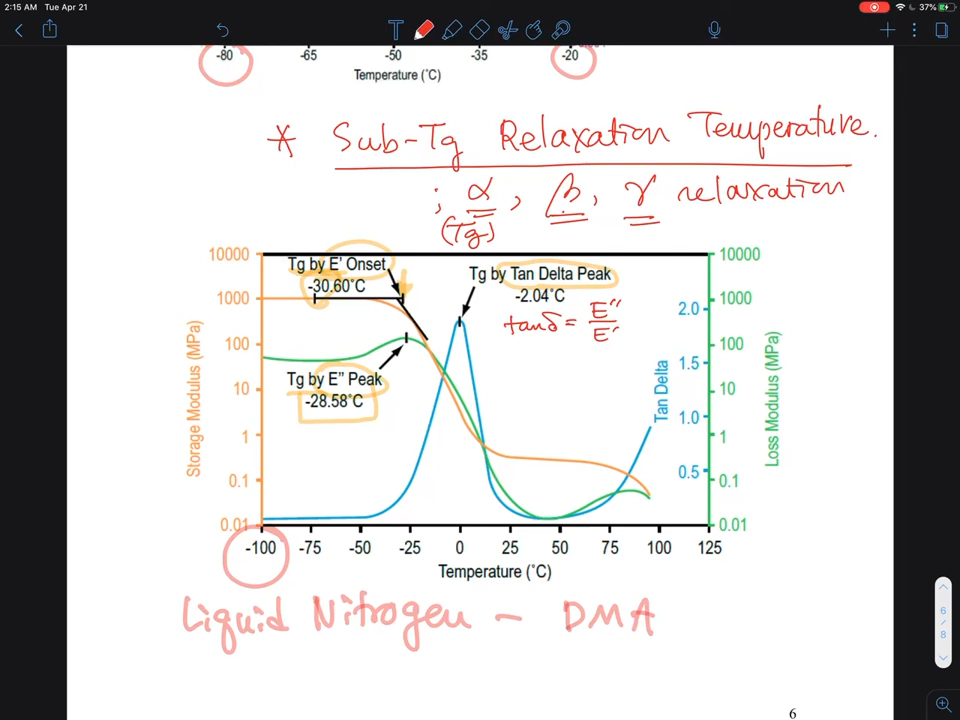 2:15 AM Tue Apr 21
37%
-80 -65 -50 -35 -20
Temperature (°C)
* Sub-Tg Relaxation Temperature.
; α, β, γ relaxation
(Tg)
10000 10000
Tg by E' Onset
-30.60°C
Tg by Tan Delta Peak
-2.04°C
tanδ = E''/E'
1000 2.0 1000
100 1.5 100
Tg by E'' Peak
-28.58°C
10 10
1 1.0 1
0.1 0.5 0.1
0.01 0.01
Storage Modulus (MPa)
Tan Delta
Loss Modulus (MPa)
-100 -75 -50 -25 0 25 50 75 100 125
Temperature (°C)
Liquid Nitrogen - DMA
6
6
/
8